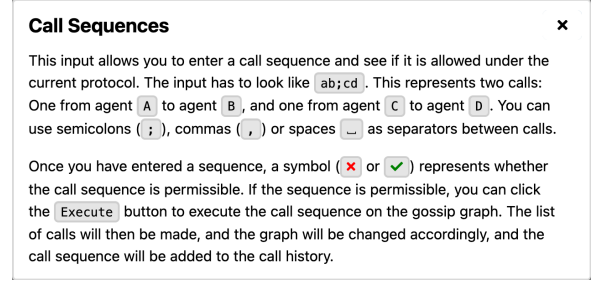 Call Sequences ×
This input allows you to enter a call sequence and see if it is allowed under the
current protocol. The input has to look like ab;cd . This represents two calls:
One from agent A to agent B , and one from agent C to agent D . You can
use semicolons ( ; ), commas ( , ) or spaces ⎵ as separators between calls.
Once you have entered a sequence, a symbol ( ✖ or ✔ ) represents whether
the call sequence is permissible. If the sequence is permissible, you can click
the Execute button to execute the call sequence on the gossip graph. The list
of calls will then be made, and the graph will be changed accordingly, and the
call sequence will be added to the call history.